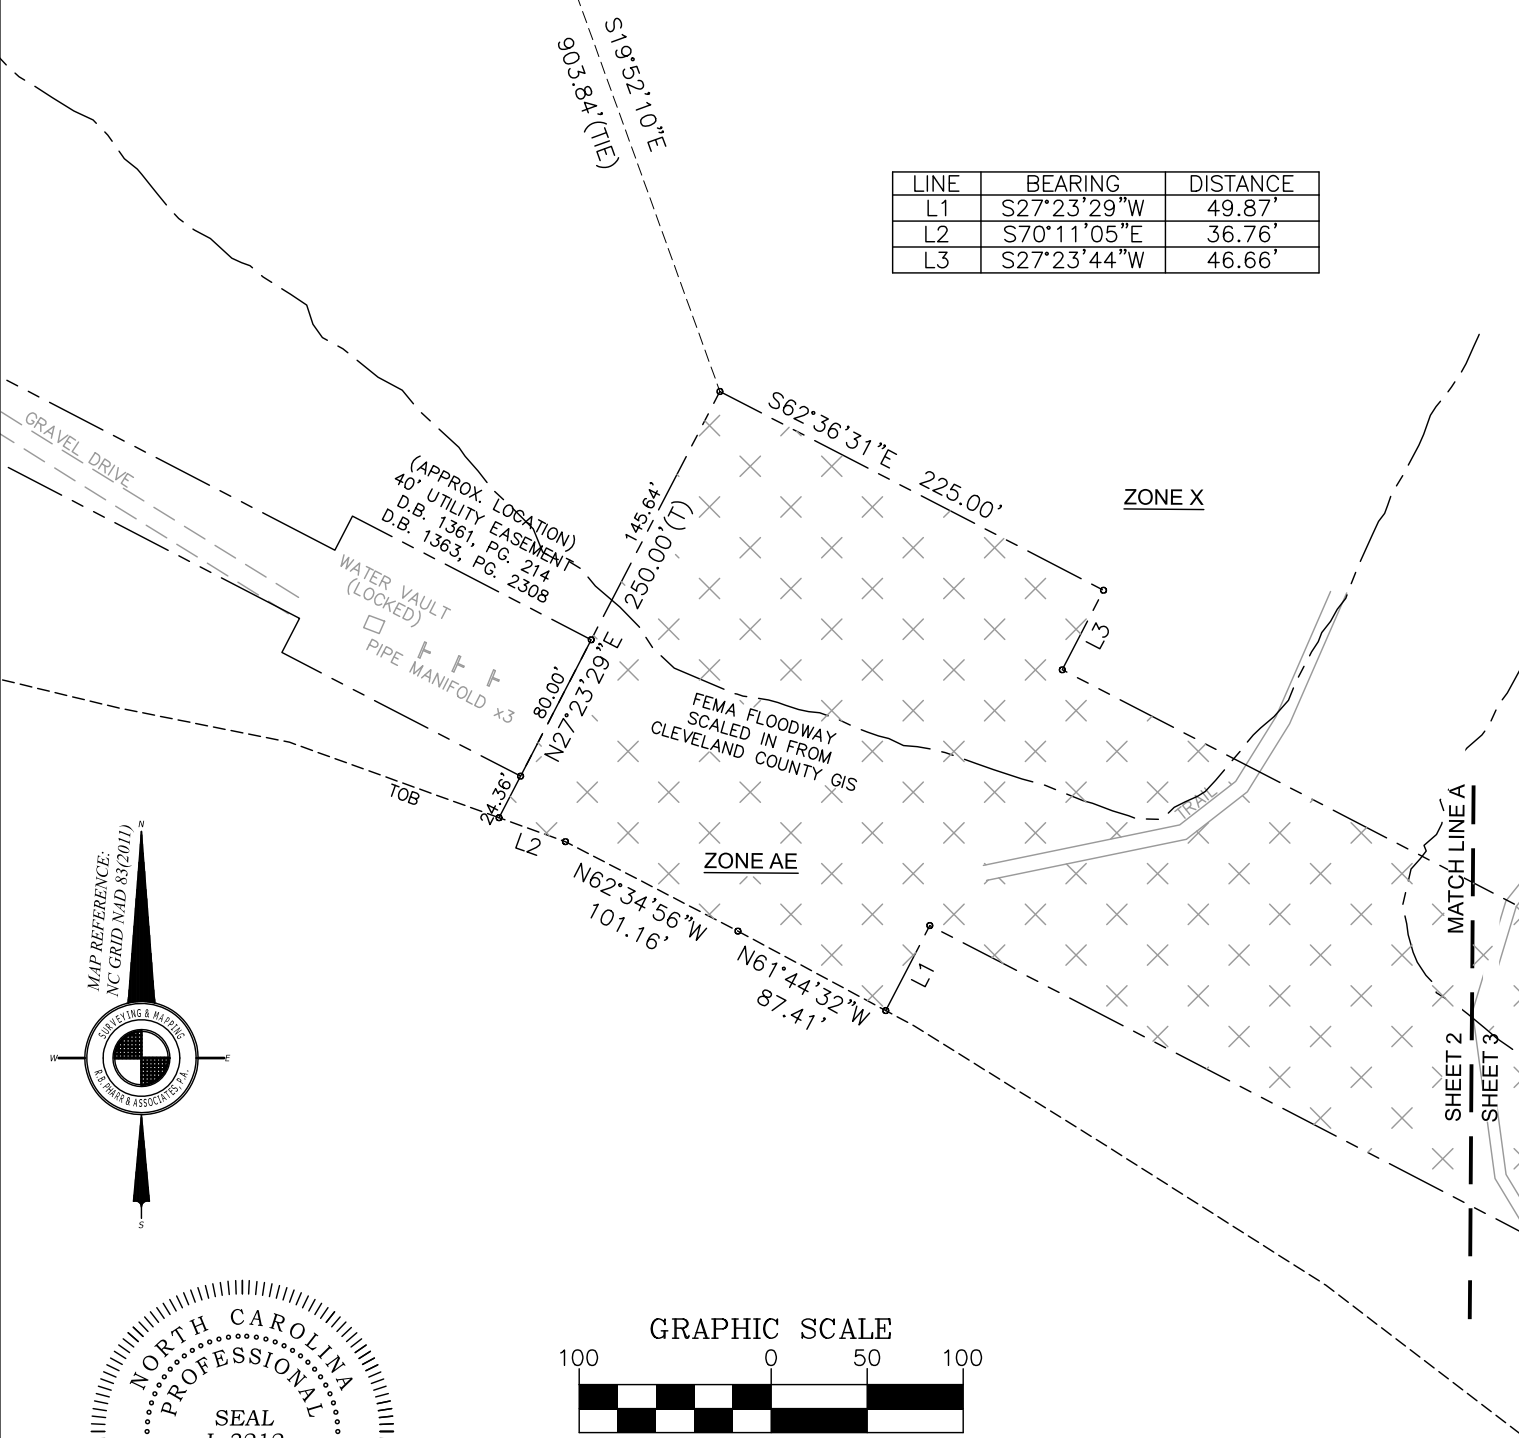 S19°52'10"E
903.84'(TIE)
LINE BEARING DISTANCE
L1 S27°23'29"W 49.87'
L2 S70°11'05"E 36.76'
L3 S27°23'44"W 46.66'
S62°36'31"E 225.00'
ZONE X
GRAVEL DRIVE
(APPROX. LOCATION)
40' UTILITY EASEMENT
D.B. 1361, PG. 214
D.B. 1363, PG. 2308
145.64'
250.00'(T)
N27°23'29"E
80.00'
24.36'
WATER VAULT
(LOCKED)
PIPE MANIFOLD x3
L3
FEMA FLOODWAY
SCALED IN FROM
CLEVELAND COUNTY GIS
TOB
L2
TRAIL
ZONE AE
N62°34'56"W
101.16'
N61°44'32"W
87.41'
L1
MATCH LINE A
SHEET 2
SHEET 3
MAP REFERENCE:
NC GRID NAD 83(2011)
N
W
E
S
SURVEYING & MAPPING
R.B. PHARR & ASSOCIATES, P.A.
NORTH CAROLINA
PROFESSIONAL
SEAL
GRAPHIC SCALE
100 0 50 100